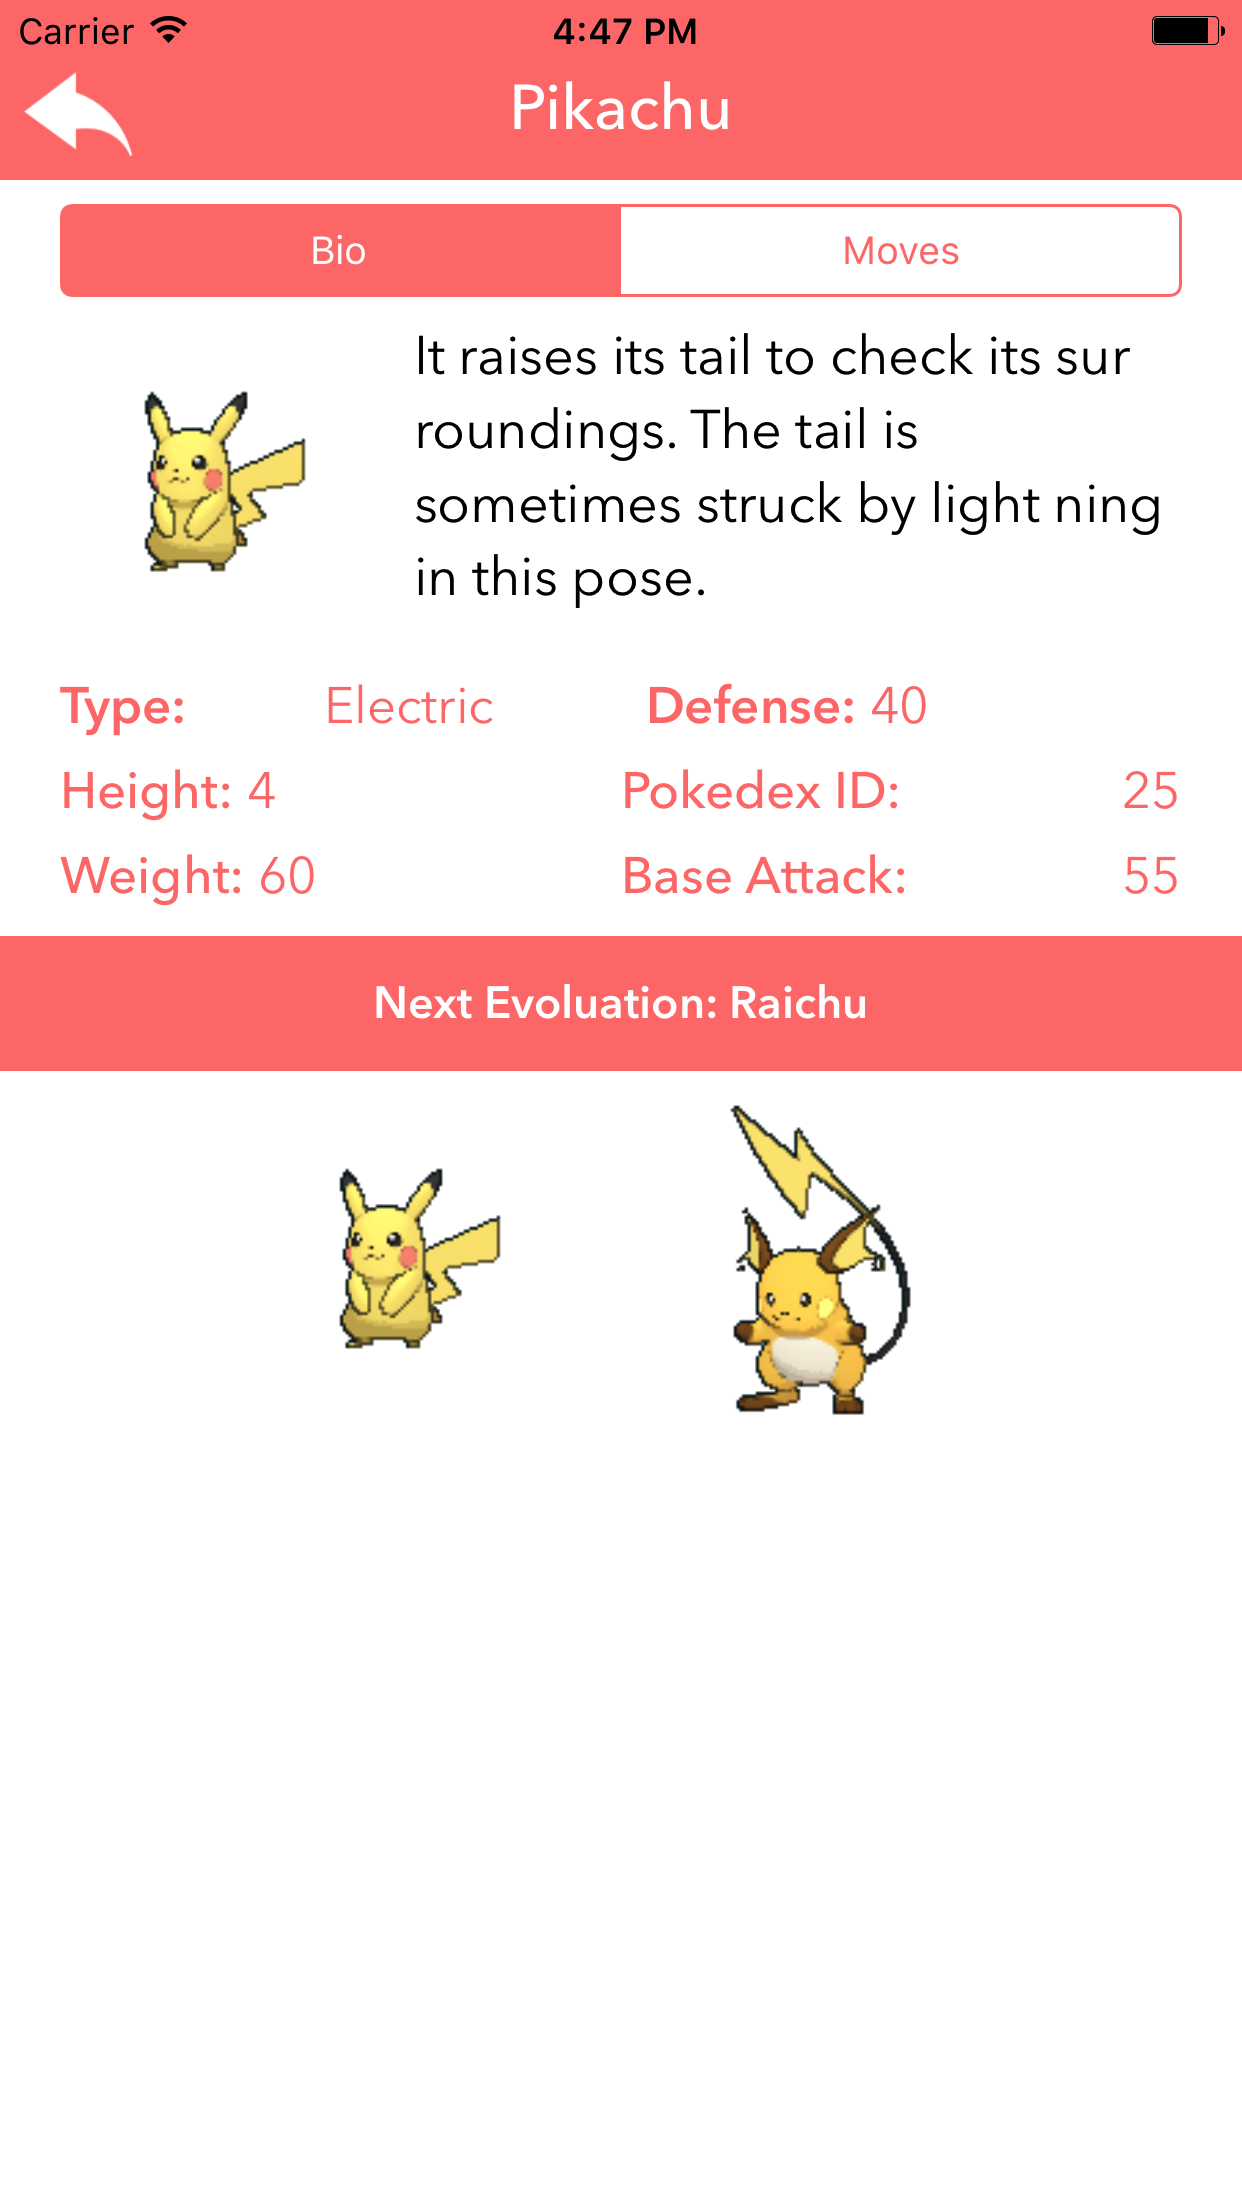 Carrier 4:47 PM
Pikachu
Bio Moves
It raises its tail to check its sur
roundings. The tail is
sometimes struck by light ning
in this pose.
Type: Electric Defense: 40
Height: 4 Pokedex ID: 25
Weight: 60 Base Attack: 55
Next Evoluation: Raichu